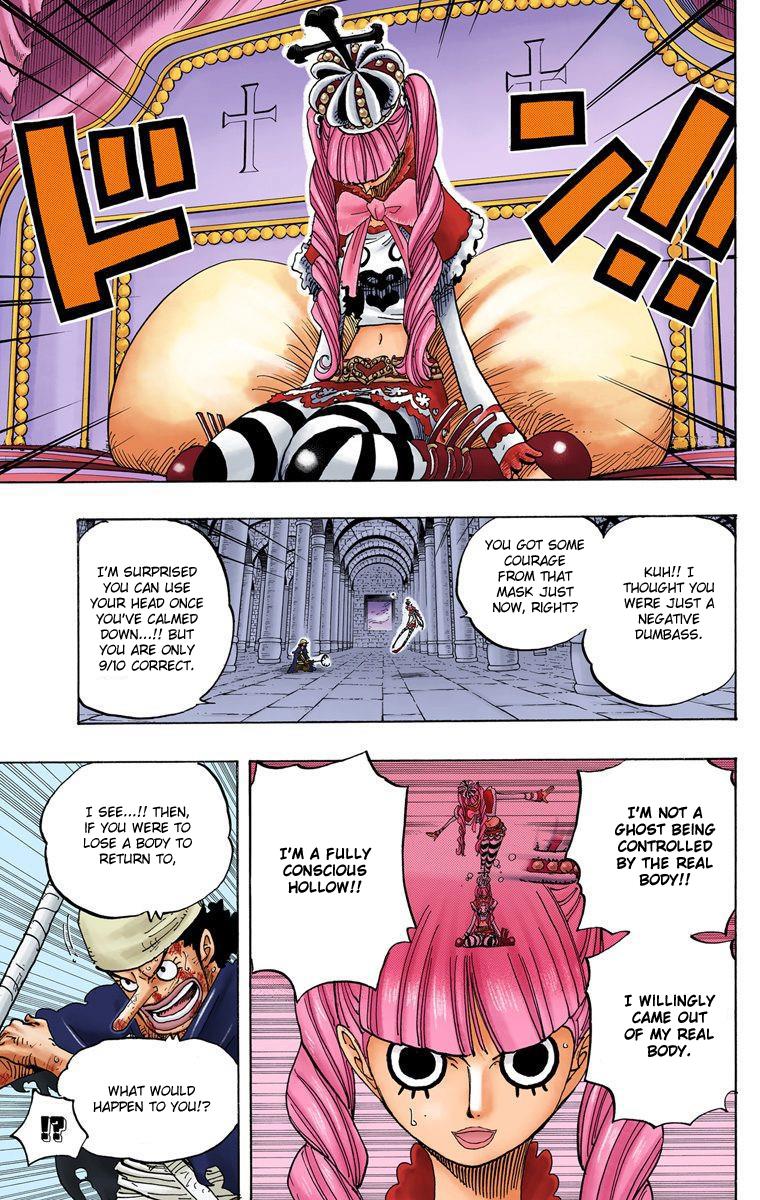 ドン!!
KUH!! I
THOUGHT YOU
WERE JUST A
NEGATIVE
DUMBASS.
YOU GOT SOME
COURAGE
FROM THAT
MASK JUST
NOW, RIGHT?
I'M SURPRISED
YOU CAN USE
YOUR HEAD ONCE
YOU'VE CALMED
DOWN...!! BUT
YOU ARE ONLY
9/10 CORRECT.
I'M NOT A
GHOST BEING
CONTROLLED
BY THE REAL
BODY!!
I WILLINGLY
CAME OUT
OF MY REAL
BODY.
I'M A FULLY
CONSCIOUS
HOLLOW!!
I SEE...!! THEN,
IF YOU WERE TO
LOSE A BODY TO
RETURN TO,
WHAT WOULD
HAPPEN TO YOU!?
!?